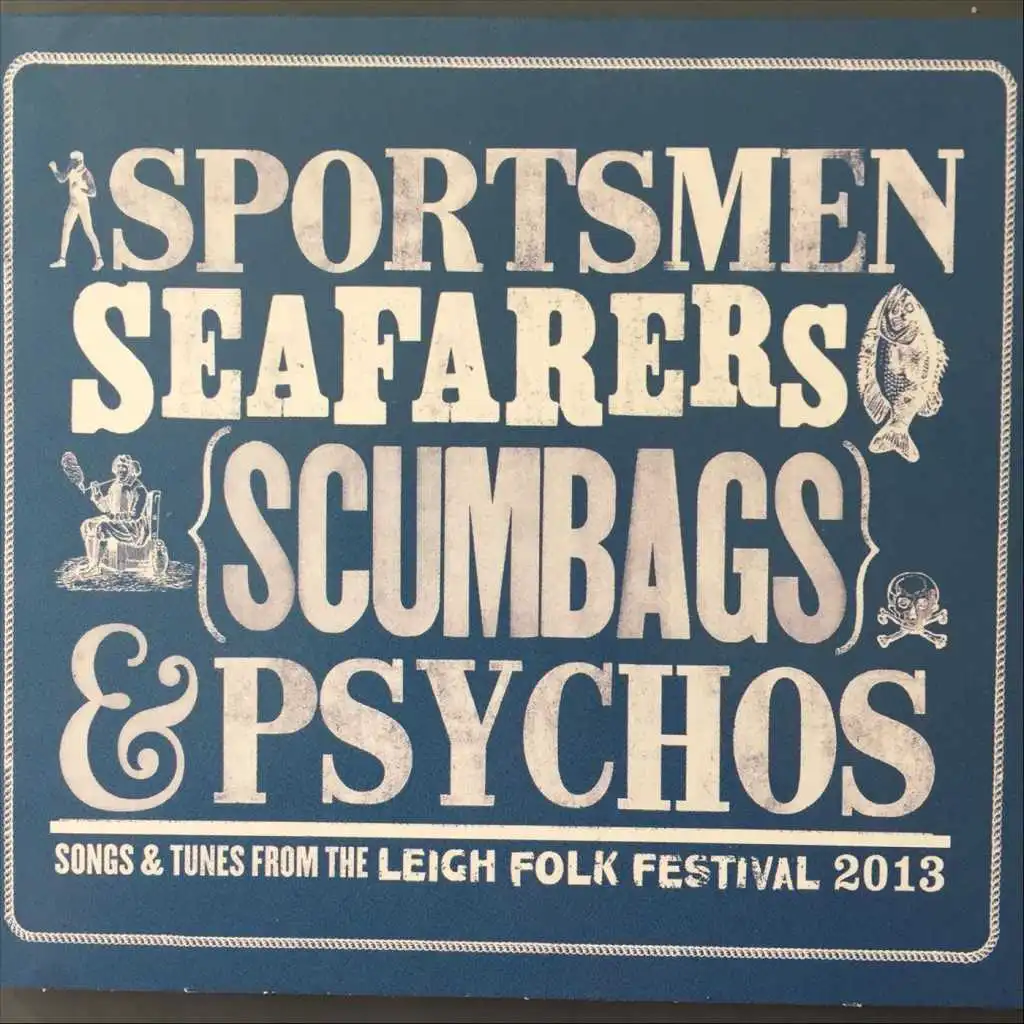 SPORTSMEN
SEAFARERS
{SCUMBAGS}
& PSYCHOS
SONGS & TUNES FROM THE LEIGH FOLK FESTIVAL 2013